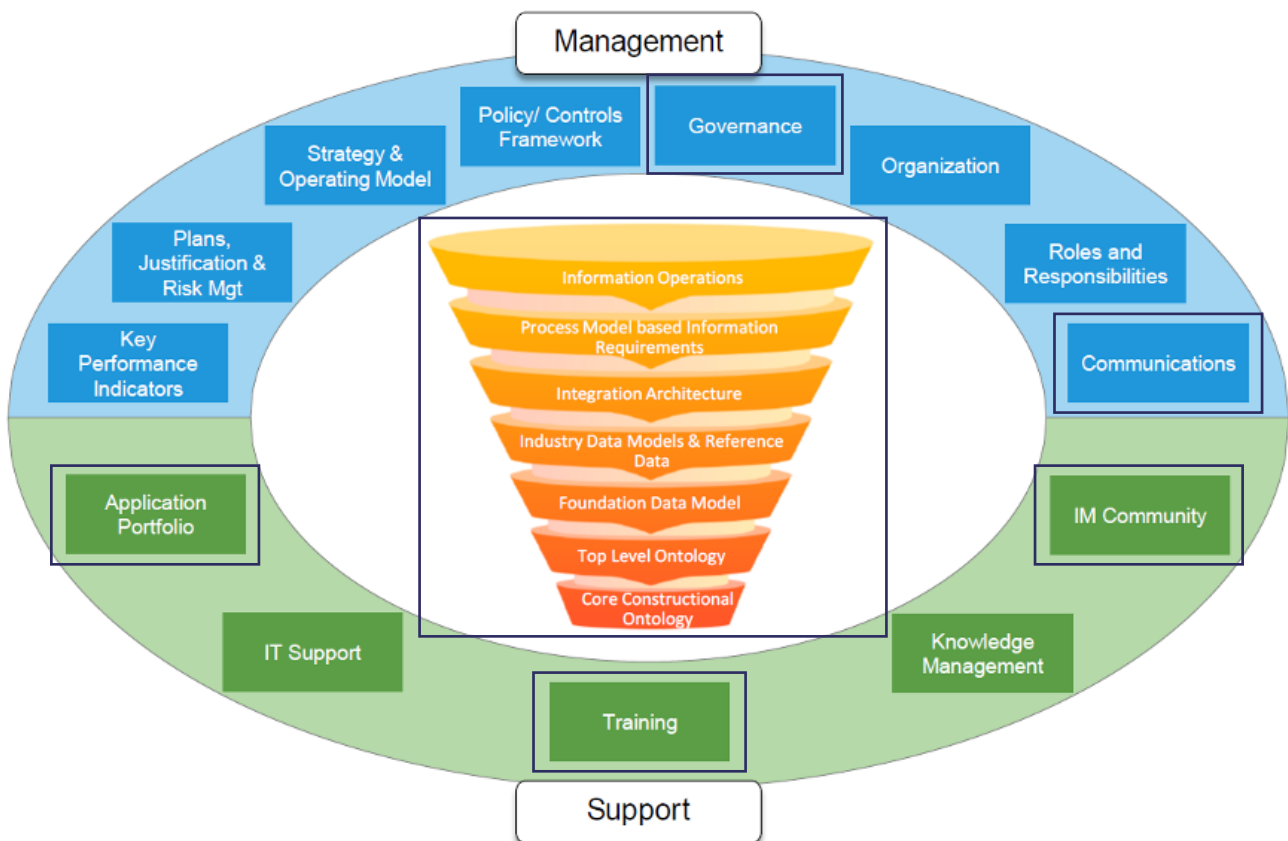 Management
Policy/ Controls
Framework
Governance
Strategy &
Operating Model
Organization
Plans,
Justification &
Risk Mgt
Roles and
Responsibilities
Key
Performance
Indicators
Communications
Information Operations
Process Model based Information
Requirements
Integration Architecture
Industry Data Models & Reference
Data
Foundation Data Model
Top Level Ontology
Core Constructional
Ontology
Application
Portfolio
IM Community
IT Support
Knowledge
Management
Training
Support